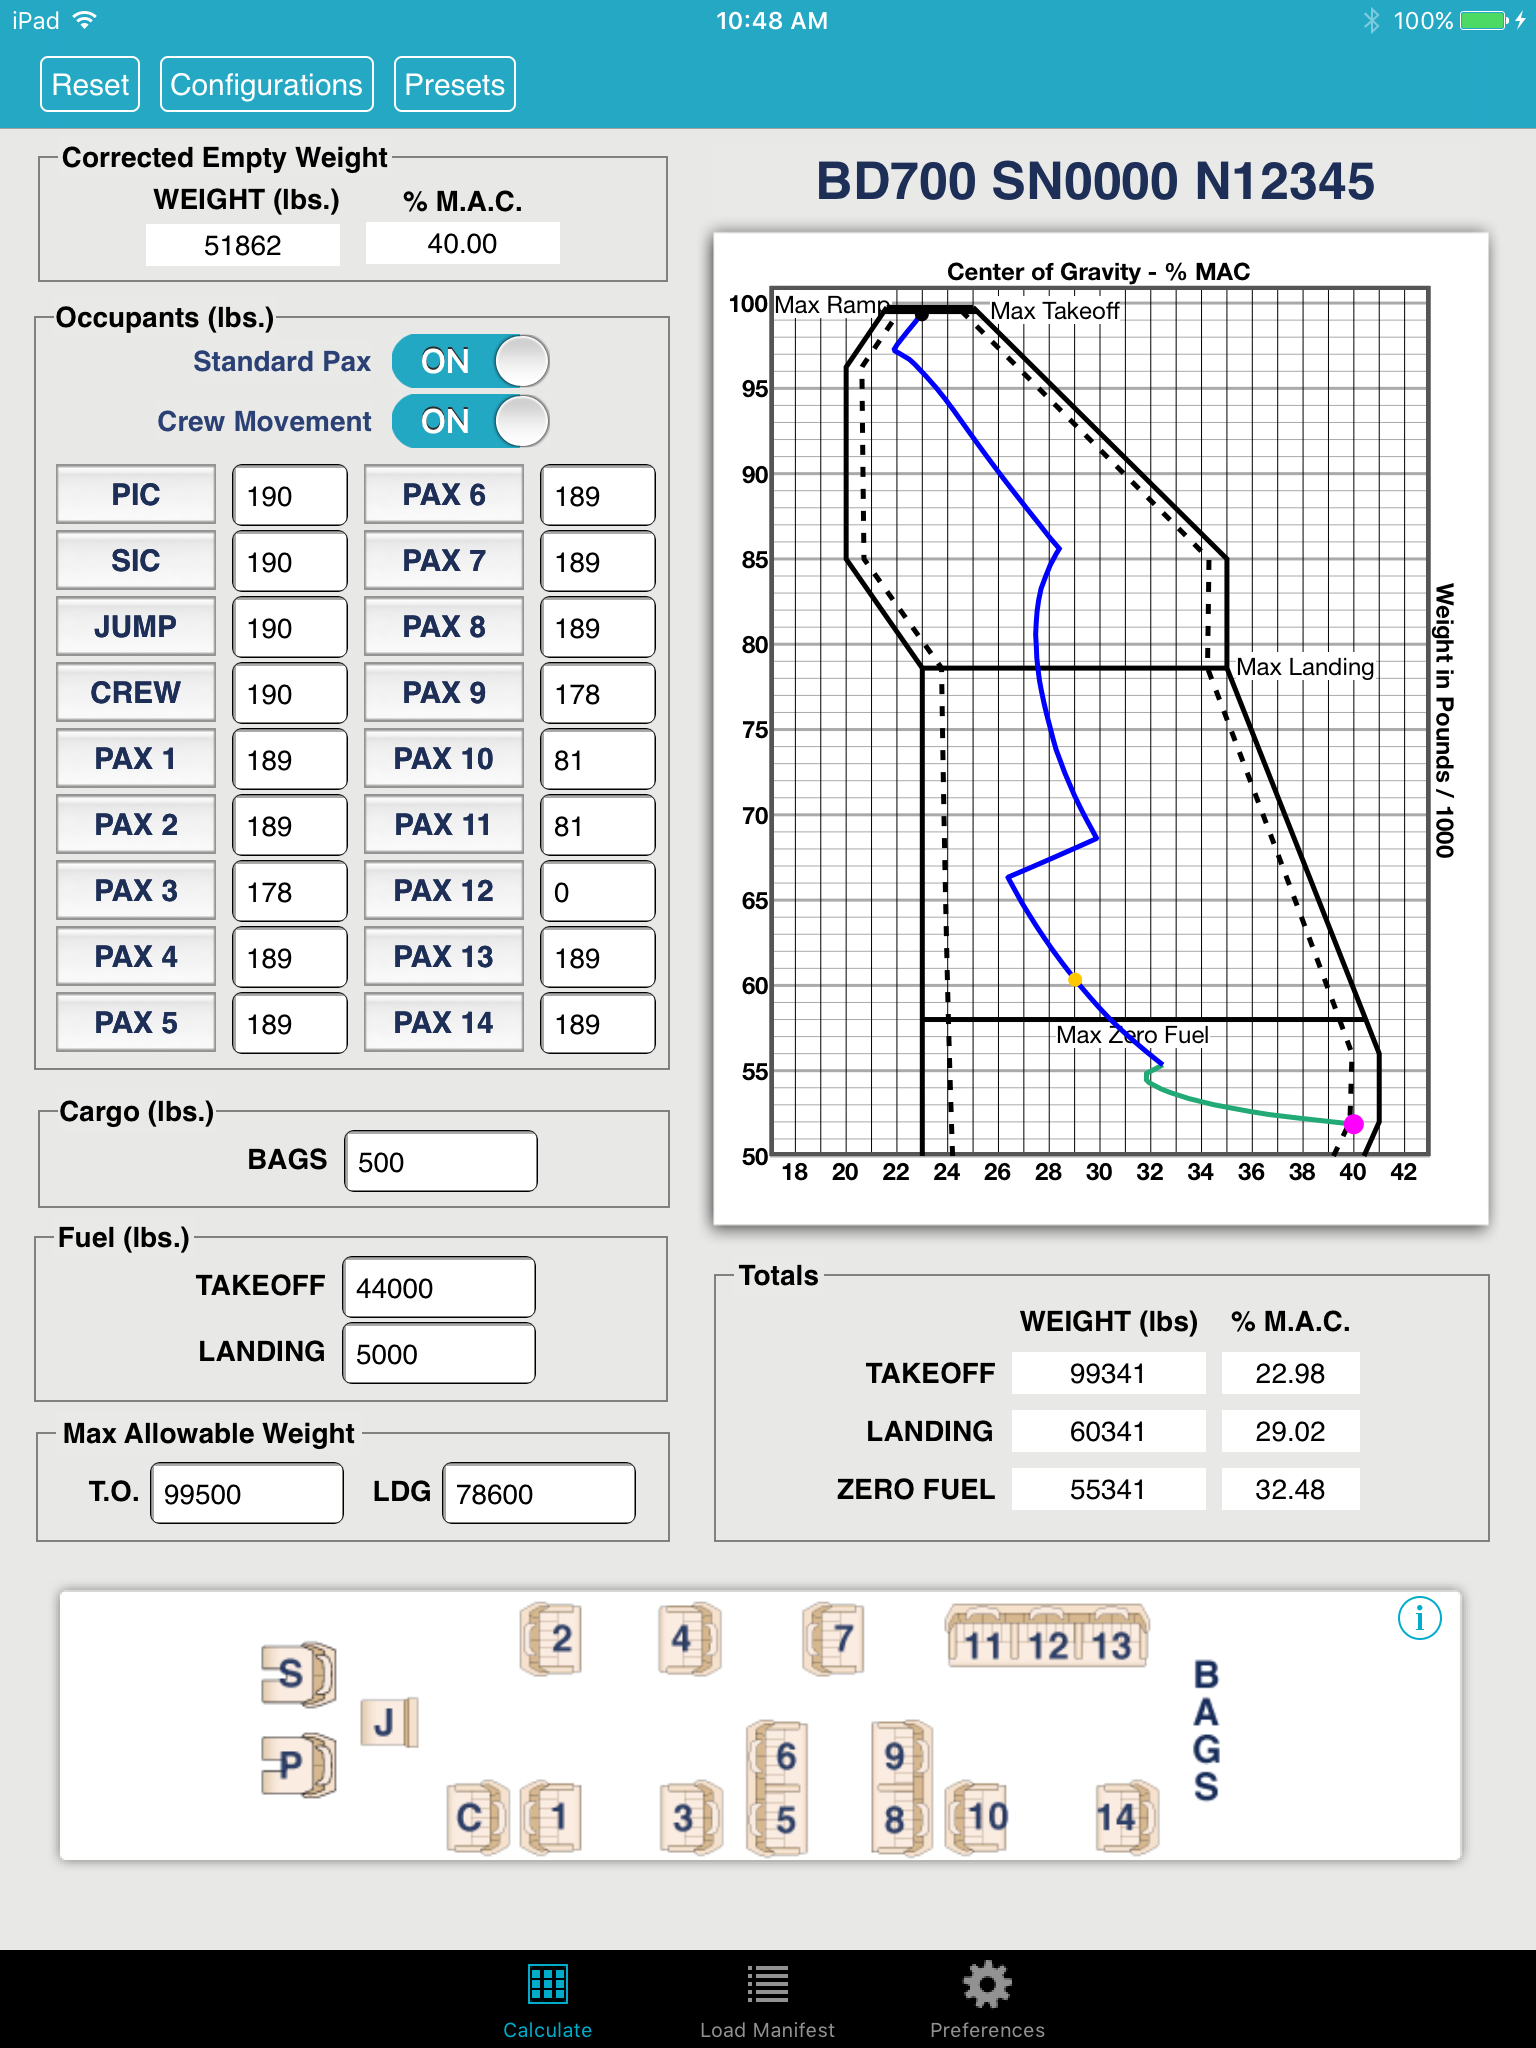 iPad 10:48 AM 100%
Reset Configurations Presets
Corrected Empty Weight
WEIGHT (lbs.) % M.A.C.
51862 40.00
Occupants (lbs.)
Standard Pax ON
Crew Movement ON
PIC 190 PAX 6 189
SIC 190 PAX 7 189
JUMP 190 PAX 8 189
CREW 190 PAX 9 178
PAX 1 189 PAX 10 81
PAX 2 189 PAX 11 81
PAX 3 178 PAX 12 0
PAX 4 189 PAX 13 189
PAX 5 189 PAX 14 189
Cargo (lbs.)
BAGS 500
Fuel (lbs.)
TAKEOFF 44000
LANDING 5000
Max Allowable Weight
T.O. 99500 LDG 78600
BD700 SN0000 N12345
Center of Gravity - % MAC
100 Max Ramp Max Takeoff
95
90
85
80
Max Landing
75
70
65
60
Max Zero Fuel
55
50
18 20 22 24 26 28 30 32 34 36 38 40 42
Weight in Pounds / 1000
Totals
WEIGHT (lbs) % M.A.C.
TAKEOFF 99341 22.98
LANDING 60341 29.02
ZERO FUEL 55341 32.48
2 4 7 11 12 13 i
S
J
P
6 9
C 1 3 5 8 10 14
BAGS
Calculate Load Manifest Preferences